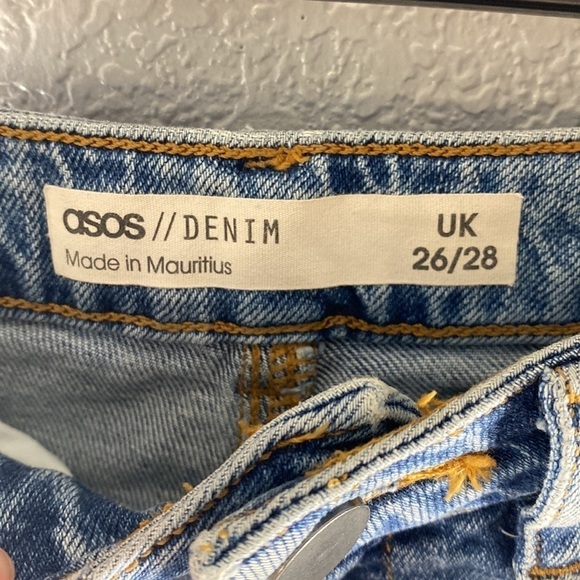 asos // DENIM
Made in Mauritius
UK
26/28